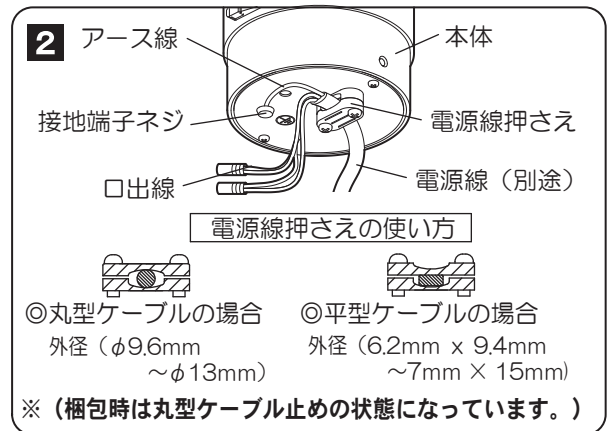 2
アース線
本体
接地端子ネジ
電源線押さえ
口出線
電源線（別途）
電源線押さえの使い方
◎丸型ケーブルの場合
外径（φ9.6mm
～φ13mm）
◎平型ケーブルの場合
外径（6.2mm x 9.4mm
～7mm × 15mm)
※（梱包時は丸型ケーブル止めの状態になっています。）